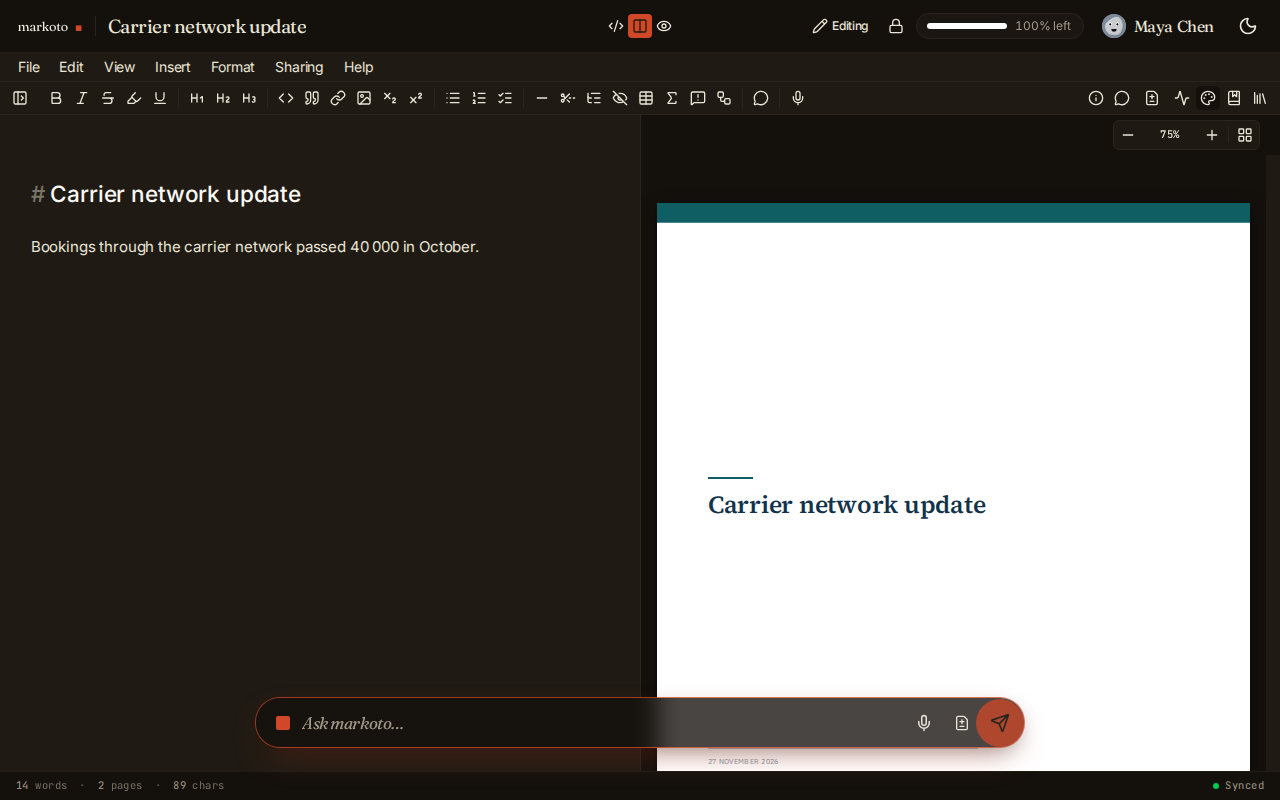 markoto
Carrier network update
Editing
100% left
Maya Chen
File Edit View Insert Format Sharing Help
H1 H2 H3
75%
# Carrier network update
Bookings through the carrier network passed 40 000 in October.
Carrier network update
Ask markoto...
27 NOVEMBER 2026
14 words · 2 pages · 89 chars
Synced